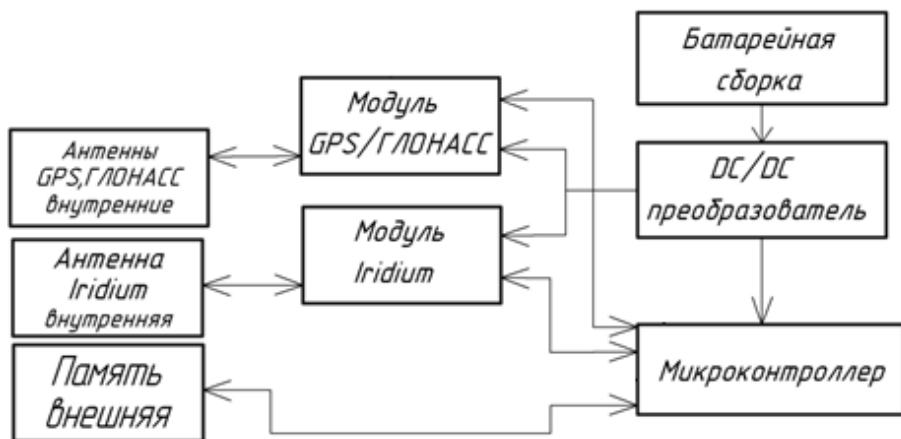 Батарейная
сборка
Модуль
GPS/ГЛОНАСС
Антенны
GPS,ГЛОНАСС
внутренние
DC/DC
преобразователь
Модуль
Iridium
Антенна
Iridium
внутренняя
Память
внешняя
Микроконтроллер